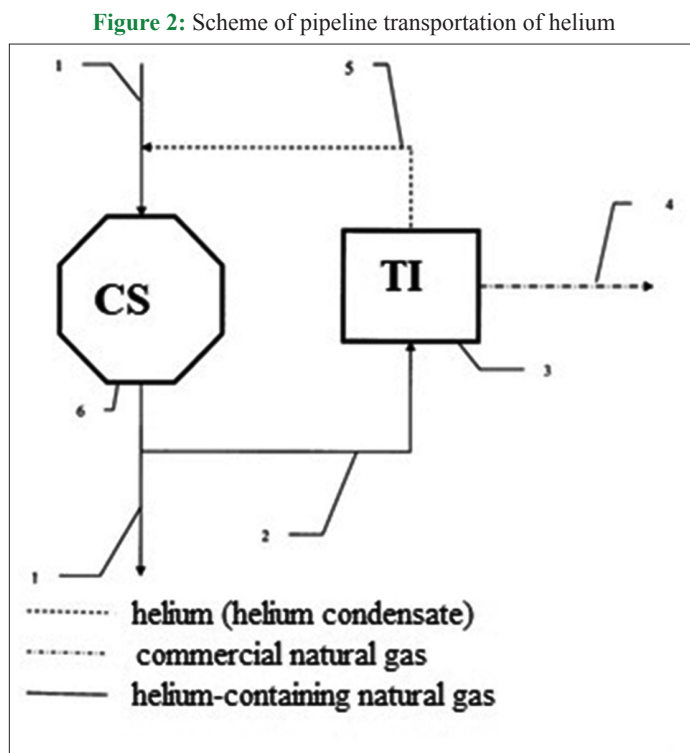 Figure 2: Scheme of pipeline transportation of helium
1
5
4
CS
TI
3
6
2
1
helium (helium condensate)
commercial natural gas
helium-containing natural gas